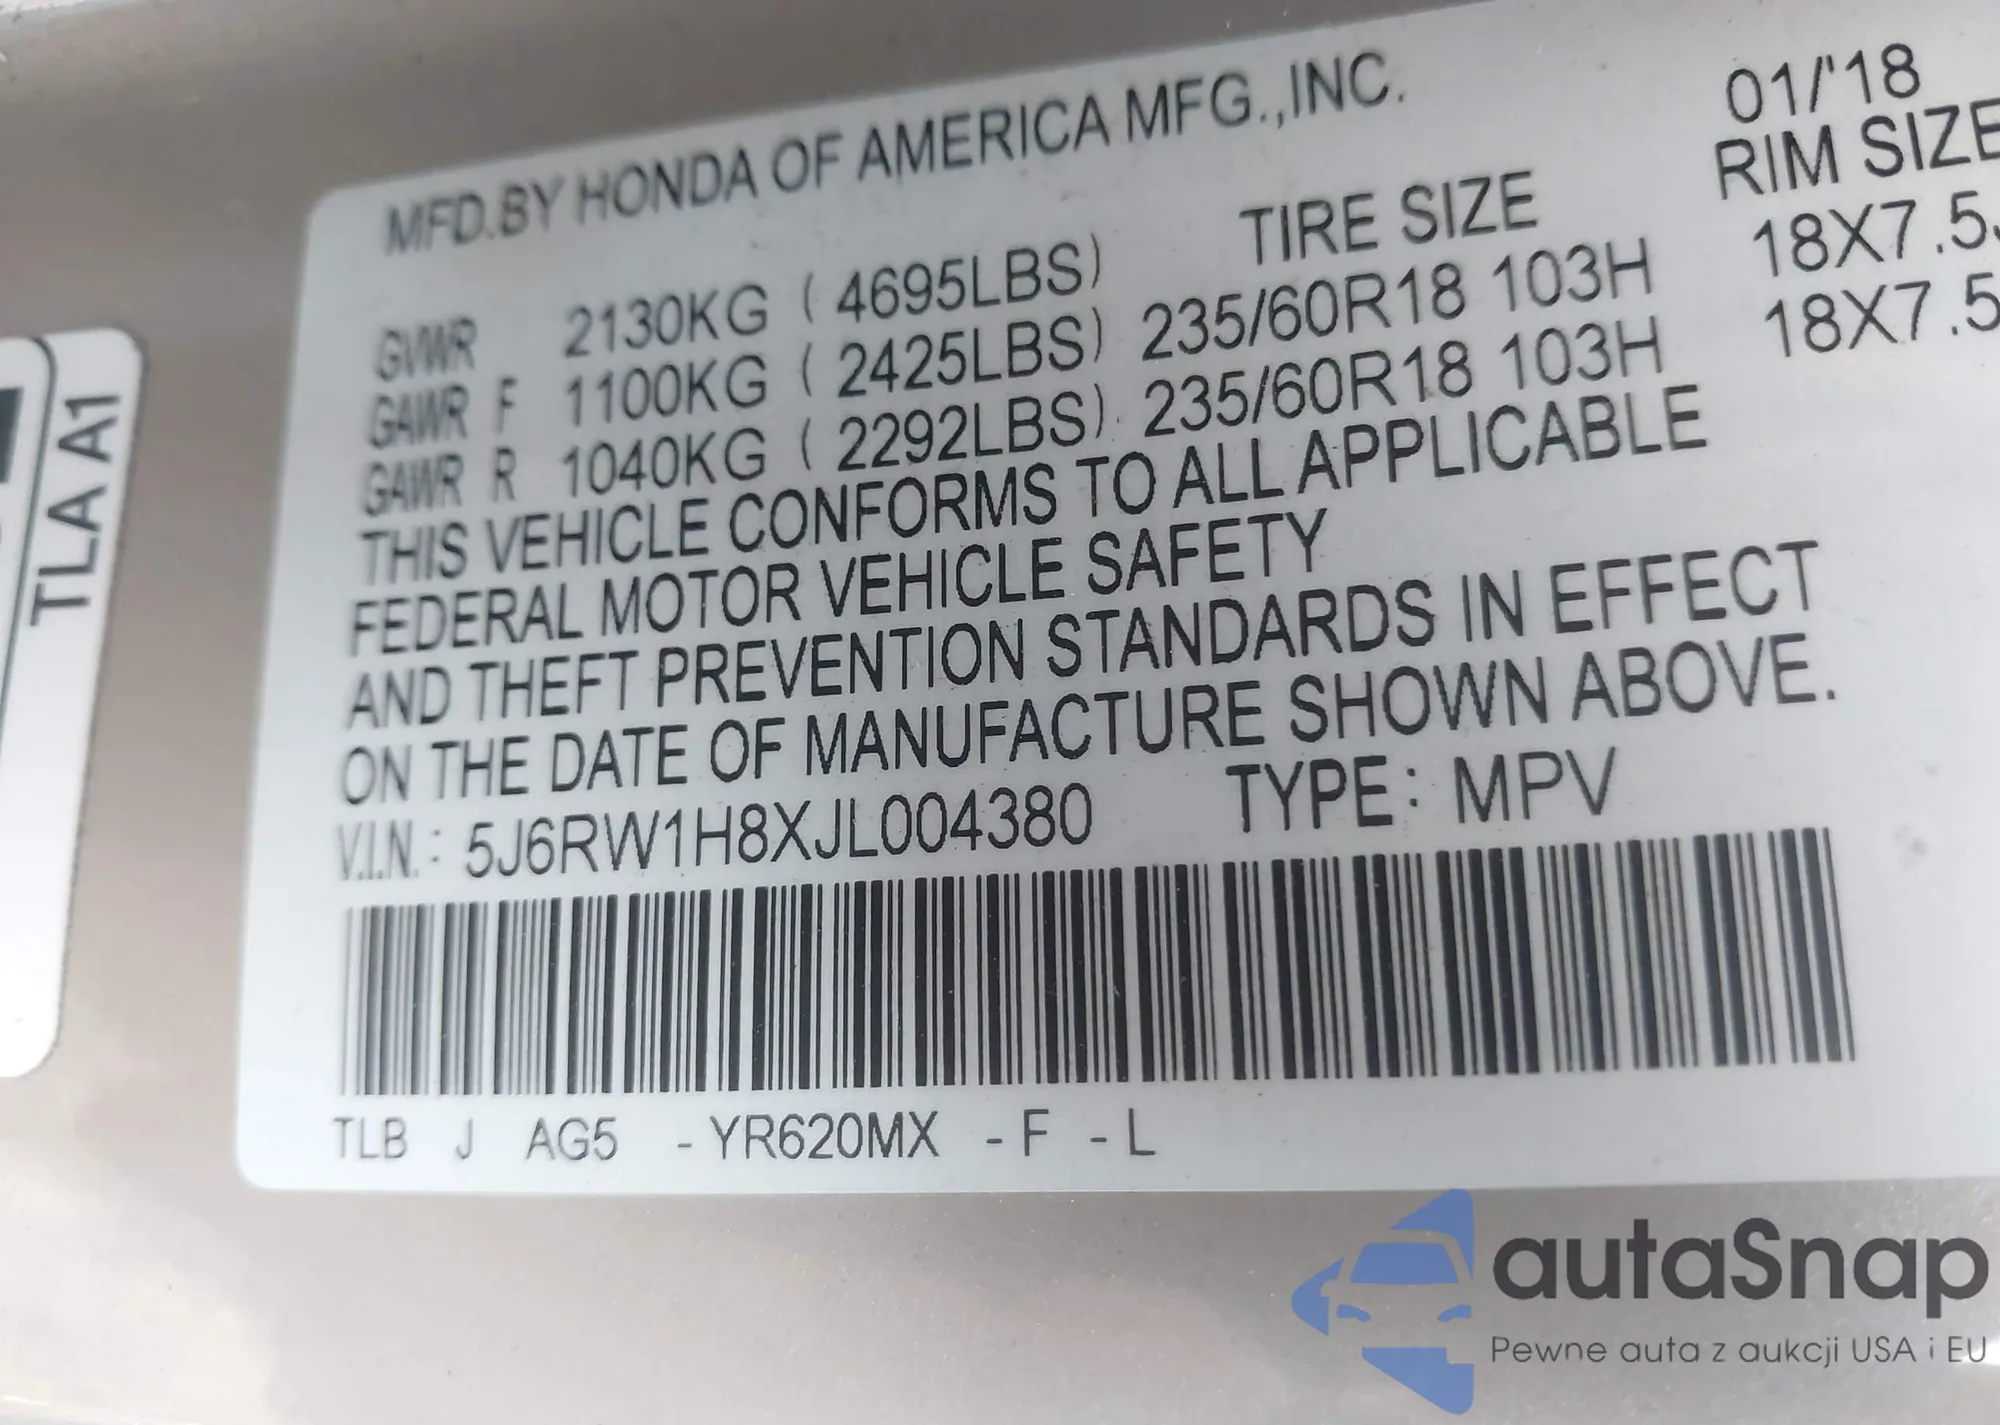 MFD.BY HONDA OF AMERICA MFG.,INC. 01/'18
TIRE SIZE RIM SIZE
GVWR 2130KG ( 4695LBS)
GAWR F 1100KG ( 2425LBS) 235/60R18 103H 18X7.5J
GAWR R 1040KG ( 2292LBS) 235/60R18 103H 18X7.5
THIS VEHICLE CONFORMS TO ALL APPLICABLE
FEDERAL MOTOR VEHICLE SAFETY
AND THEFT PREVENTION STANDARDS IN EFFECT
ON THE DATE OF MANUFACTURE SHOWN ABOVE.
V.I.N.: 5J6RW1H8XJL004380 TYPE: MPV
TLB J AG5 -YR620MX -F -L
TLA A1
autaSnap
Pewne auta z aukcji USA i EU